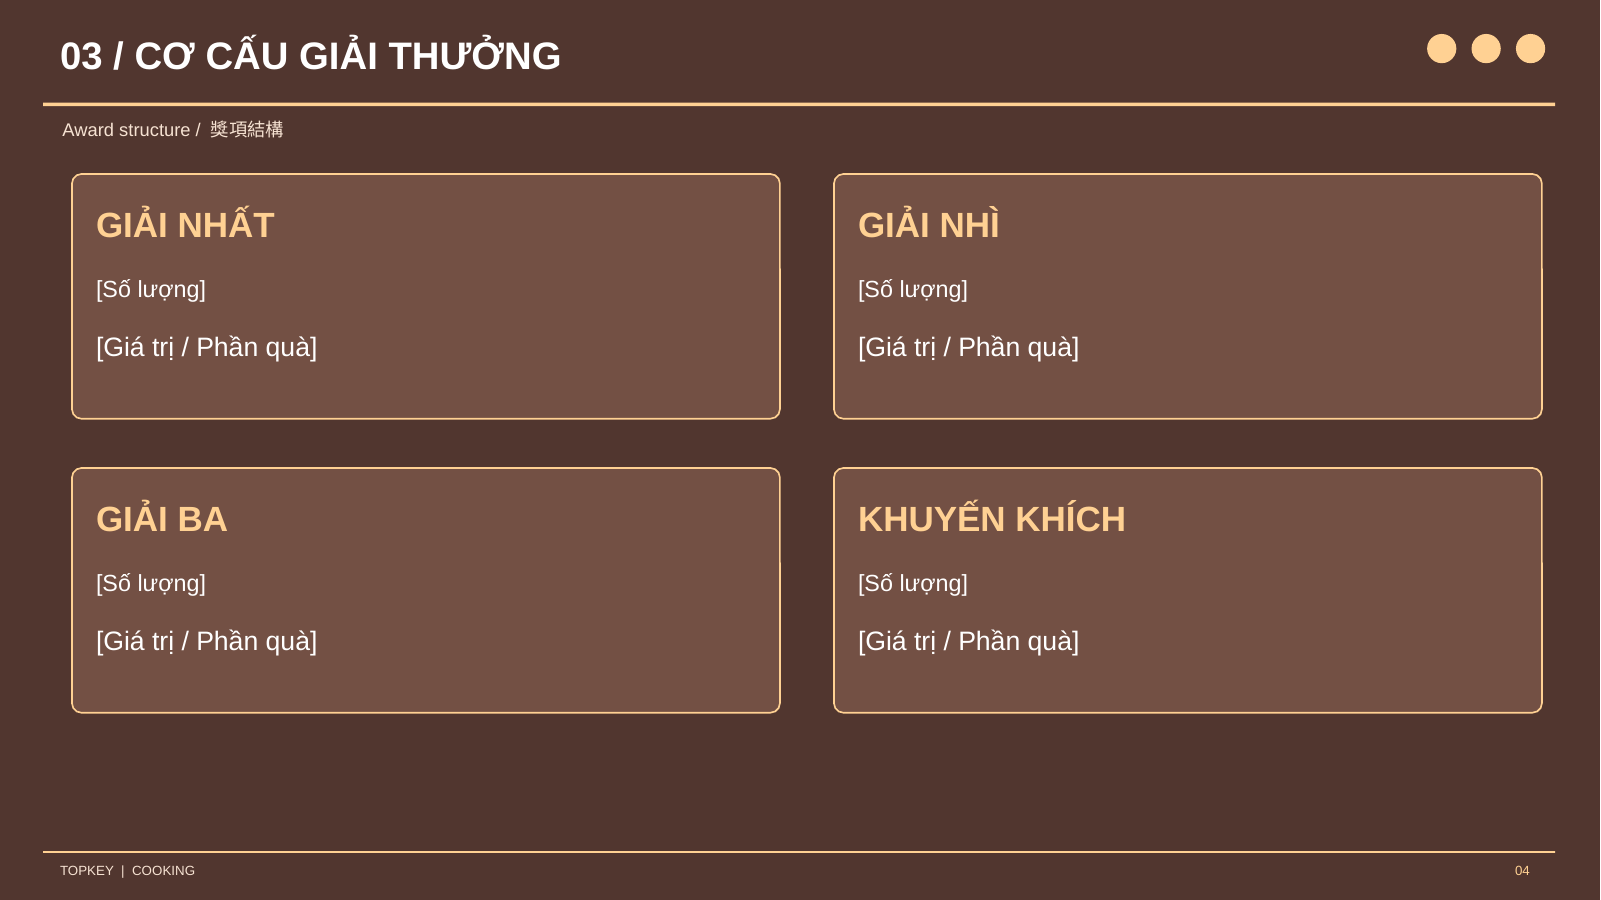 03 / CƠ CẤU GIẢI THƯỞNG
Award structure / 獎項結構
GIẢI NHẤT
[Số lượng]
[Giá trị / Phần quà]
GIẢI NHÌ
[Số lượng]
[Giá trị / Phần quà]
GIẢI BA
[Số lượng]
[Giá trị / Phần quà]
KHUYẾN KHÍCH
[Số lượng]
[Giá trị / Phần quà]
TOPKEY | COOKING
04